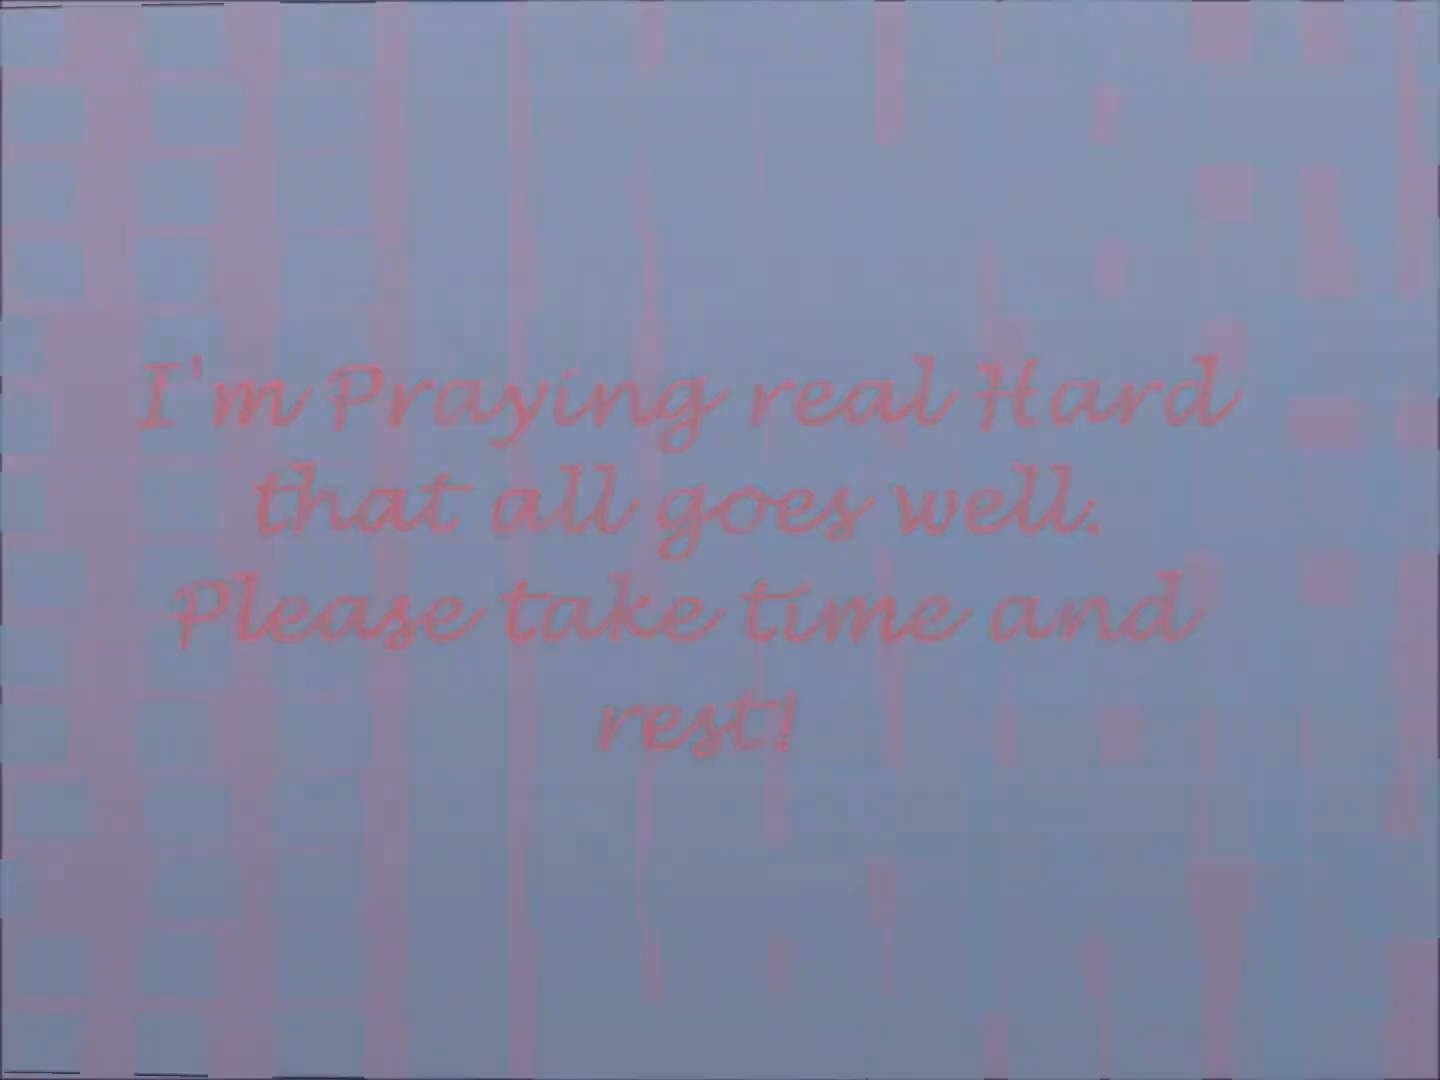 I'm Praying real Hard
that all goes well.
Please take time and
rest!